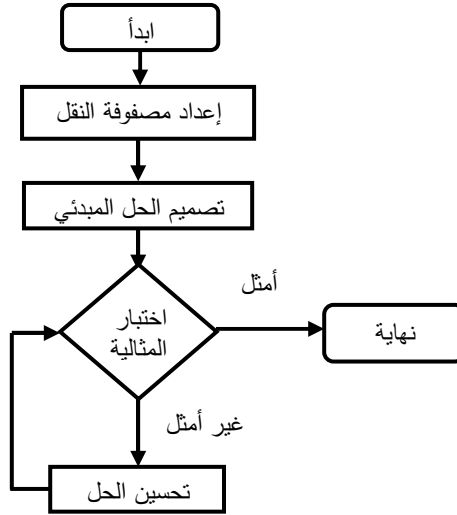 ابدأ
إعداد مصفوفة النقل
تصميم الحل المبدئي
أمثل
اختبار
المثالية
نهاية
غير أمثل
تحسين الحل